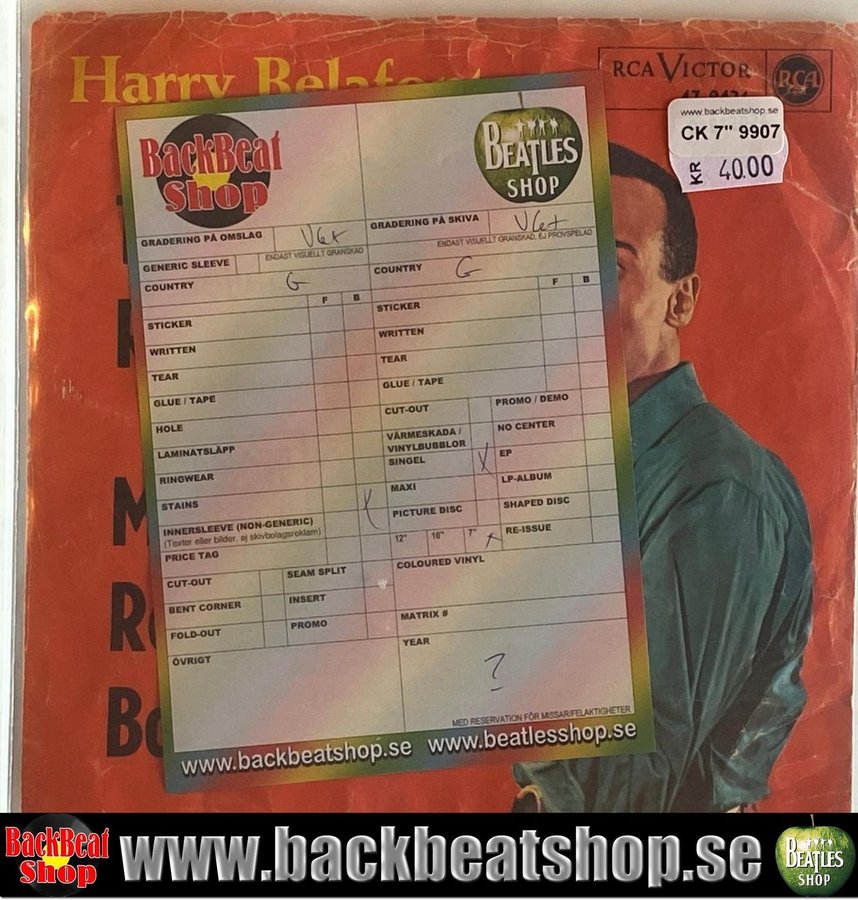 Harry Belafonte
RCA VICTOR
RCA
www.backbeatshop.se
CK 7" 9907
KR 40.00
BackBeat
Shop
BEATLES
SHOP
GRADERING PÅ OMSLAG VG+
ENDAST VISUELLT GRANSKAD
GRADERING PÅ SKIVA VG+
ENDAST VISUELLT GRANSKAD, EJ PROVSPELAD
GENERIC SLEEVE
COUNTRY G
F B
STICKER
WRITTEN
TEAR
GLUE / TAPE
HOLE
LAMINATSLÄPP
RINGWEAR
STAINS
INNERSLEEVE (NON-GENERIC)
(Texter eller bilder, ej skivbolagsreklam)
PRICE TAG
CUT-OUT
SEAM SPLIT
BENT CORNER
INSERT
FOLD-OUT
PROMO
ÖVRIGT
COUNTRY G
F B
STICKER
WRITTEN
TEAR
GLUE / TAPE
CUT-OUT
PROMO / DEMO
VÄRMESKADA /
VINYLBUBBLOR
NO CENTER
SINGEL X
EP
MAXI
LP-ALBUM
PICTURE DISC
SHAPED DISC
12" 10" 7"
RE-ISSUE
COLOURED VINYL
MATRIX #
YEAR
?
MED RESERVATION FÖR MISSAR/FELAKTIGHETER
www.backbeatshop.se www.beatlesshop.se
BackBeat
Shop
www.backbeatshop.se
BEATLES
SHOP